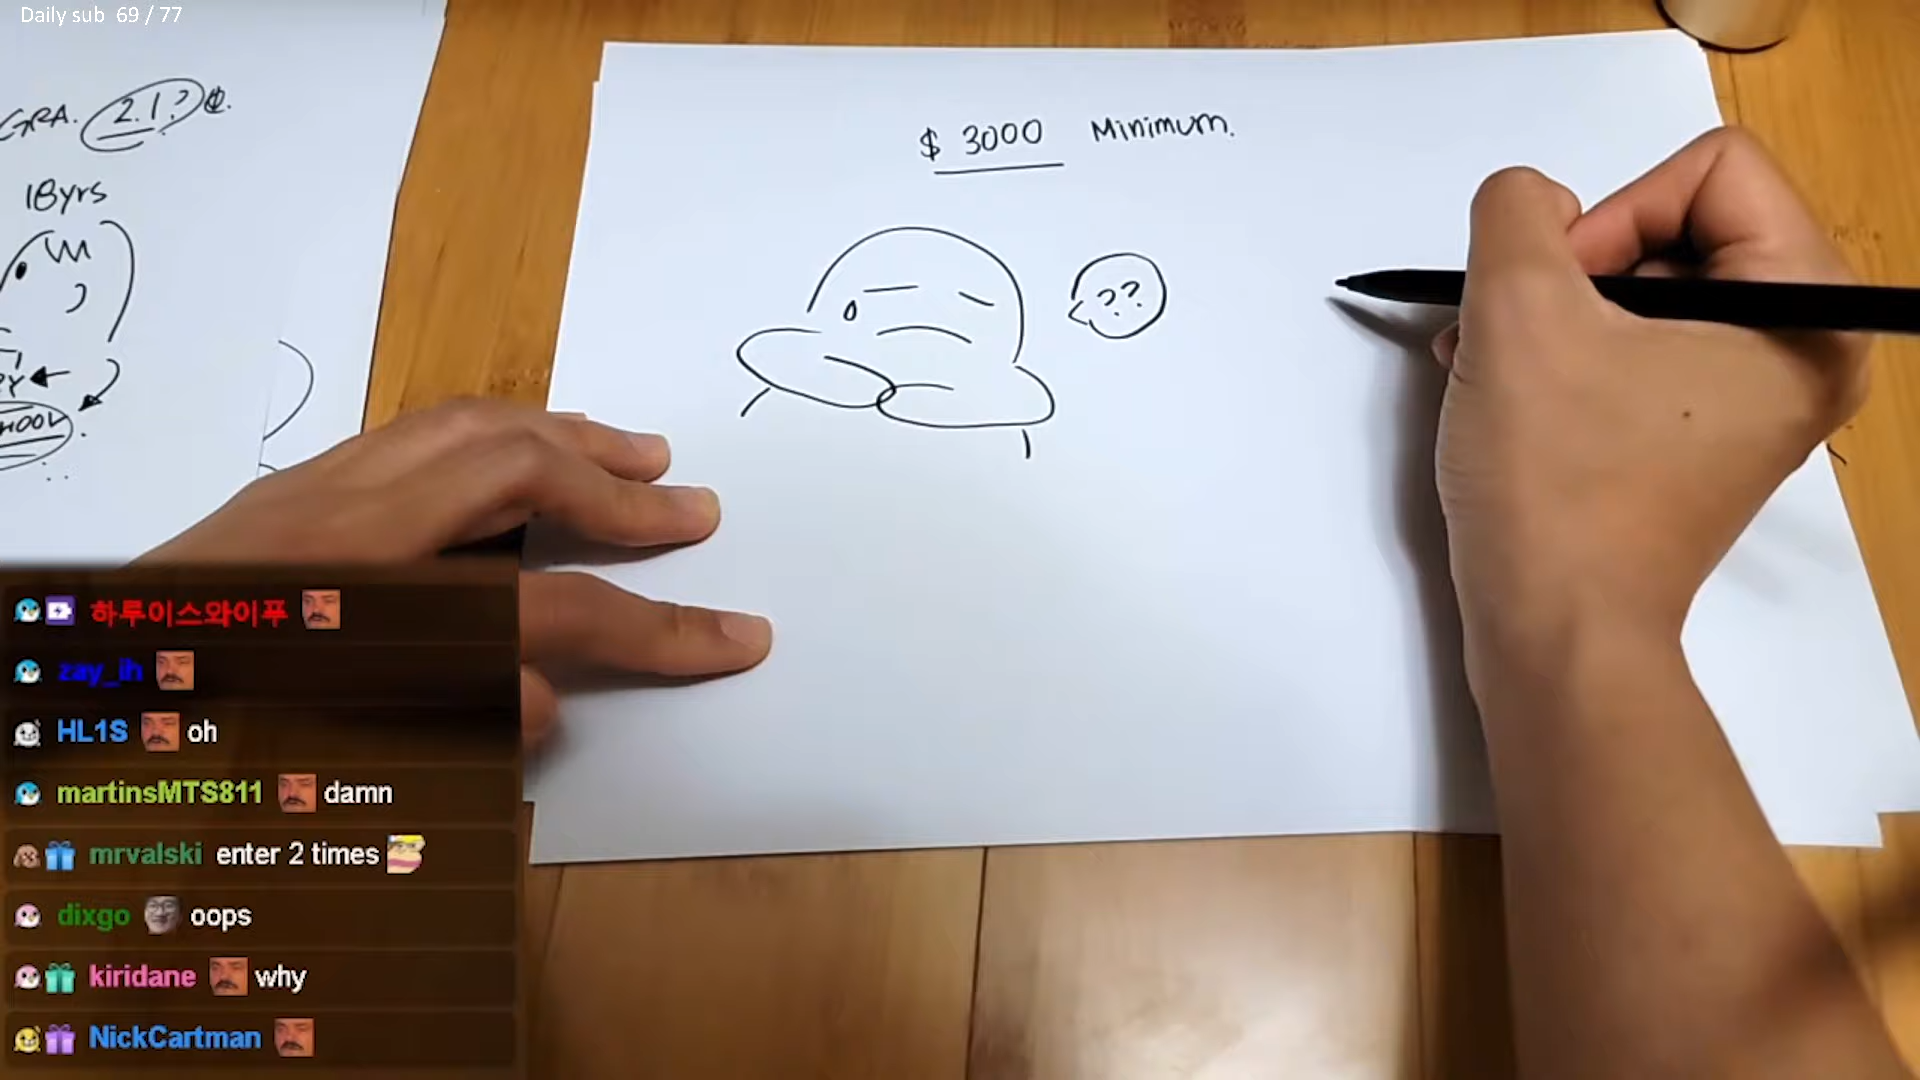 Daily sub 69 / 77
GRA. 2.1?
18yrs
$ 3000 Minimum.
??
하루이스와이푸
zay_ih
HL1S oh
martinsMTS811 damn
mrvalski enter 2 times
dixgo oops
kiridane why
NickCartman